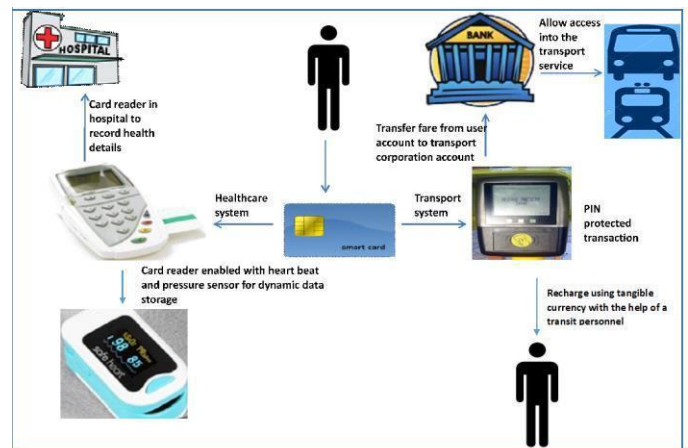 HOSPITAL
BANK
Allow access
into the
transport
service
Card reader in
hospital to
record health
details
Transfer fare from user
account to transport
corporation account
Healthcare
system
Transport
system
PIN
protected
transaction
smart card
Card reader enabled with heart beat
and pressure sensor for dynamic data
storage
Recharge using tangible
currency with the help of a
transit personnel
98
85
safe heart